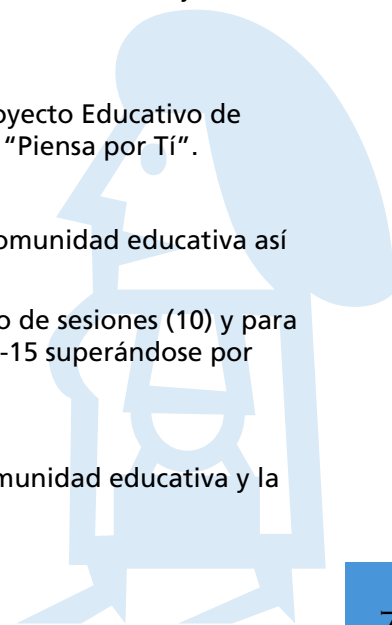 oyecto Educativo de
“Piensa por Tí”.
omunidad educativa así
o de sesiones (10) y para
-15 superándose por
munidad educativa y la